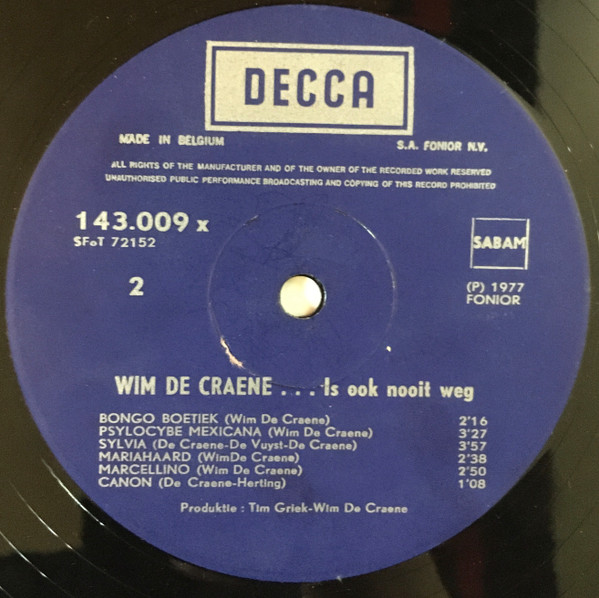 DECCA
MADE IN BELGIUM S.A. FONIOR N.V.
ALL RIGHTS OF THE MANUFACTURER AND OF THE OWNER OF THE RECORDED WORK RESERVED
UNAUTHORISED PUBLIC PERFORMANCE BROADCASTING AND COPYING OF THIS RECORD PROHIBITED
143.009 x
SFoT 72152
SABAM
2
(P) 1977
FONIOR
WIM DE CRAENE . . . Is ook nooit weg
BONGO BOETIEK (Wim De Craene) 2'16
PSYLOCYBE MEXICANA (Wim De Craene) 3'27
SYLVIA (De Craene-De Vuyst-De Craene) 3'57
MARIAHAARD (WimDe Craene) 2'38
MARCELLINO (Wim De Craene) 2'50
CANON (De Craene-Herting) 1'08
Produktie : Tim Griek-Wim De Craene